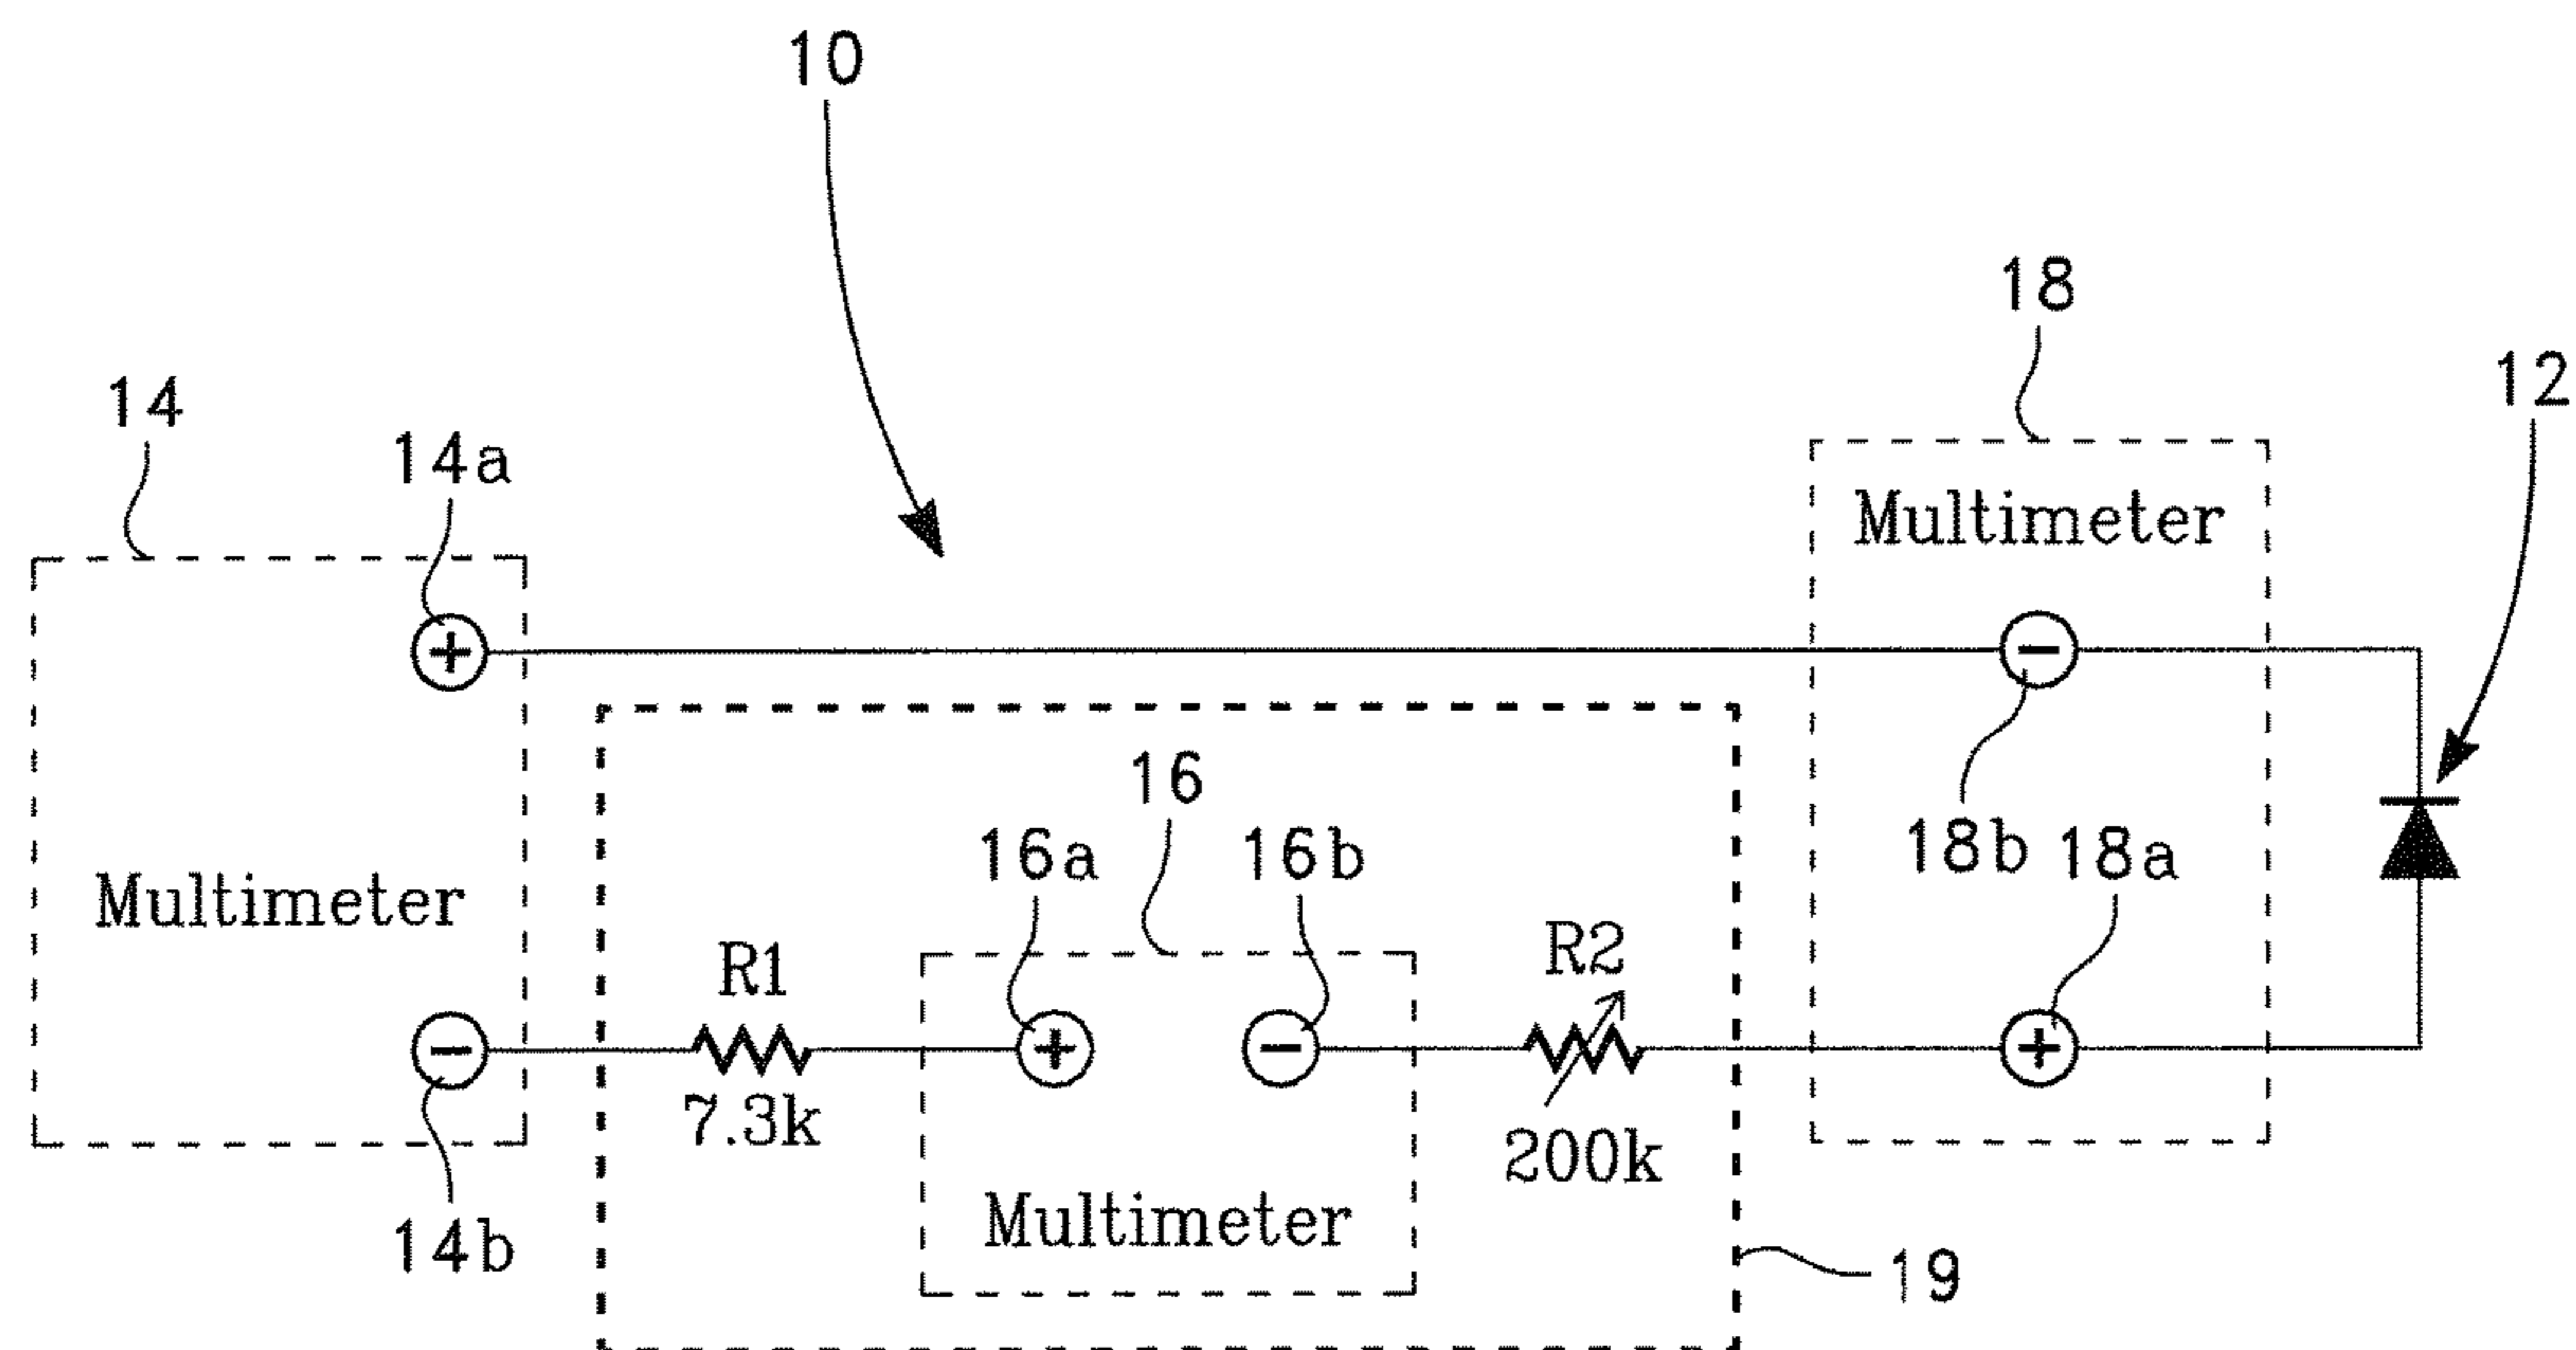 10
18
12
14
14a
Multimeter
+
-
16
16a
16b
18b
18a
Multimeter
R1
R2
-
+
-
+
7.3k
200k
Multimeter
14b
19